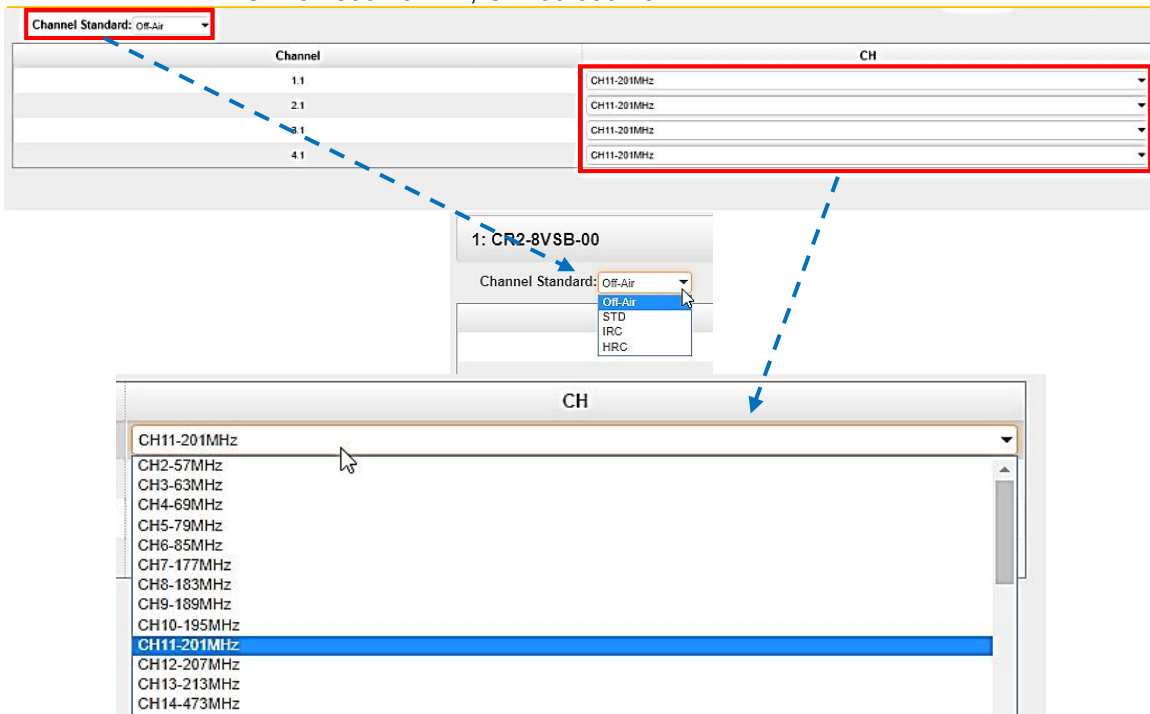 Channel Standard: Off-Air
Channel CH
1.1 CH11-201MHz
2.1 CH11-201MHz
3.1 CH11-201MHz
4.1 CH11-201MHz
1: CR2-8VSB-00
Channel Standard: Off-Air
Off-Air
STD
IRC
HRC
CH
CH11-201MHz
CH2-57MHz
CH3-63MHz
CH4-69MHz
CH5-79MHz
CH6-85MHz
CH7-177MHz
CH8-183MHz
CH9-189MHz
CH10-195MHz
CH11-201MHz
CH12-207MHz
CH13-213MHz
CH14-473MHz